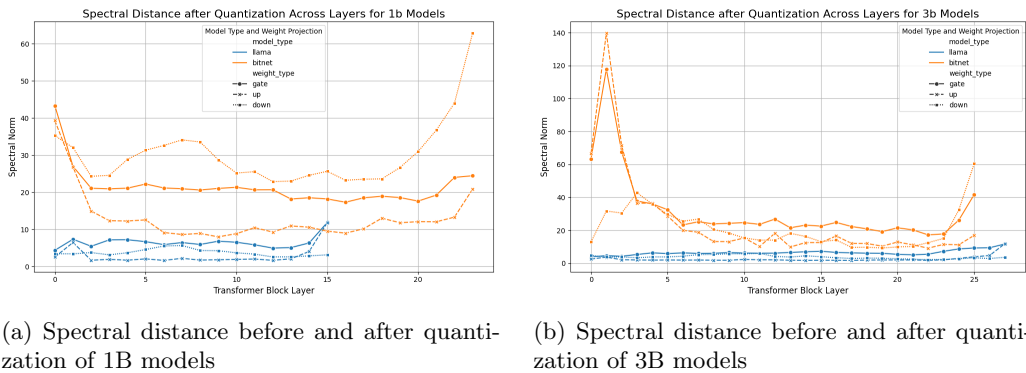 Spectral Distance after Quantization Across Layers for 1b Models
Spectral Norm
60
50
40
30
20
10
0
Model Type and Weight Projection
model_type
llama
bitnet
weight_type
gate
up
down
0 5 10 15 20
Transformer Block Layer
(a) Spectral distance before and after quanti-
zation of 1B models
Spectral Distance after Quantization Across Layers for 3b Models
Spectral Norm
140
120
100
80
60
40
20
0
Model Type and Weight Projection
model_type
llama
bitnet
weight_type
gate
up
down
0 5 10 15 20 25
Transformer Block Layer
(b) Spectral distance before and after quanti-
zation of 3B models